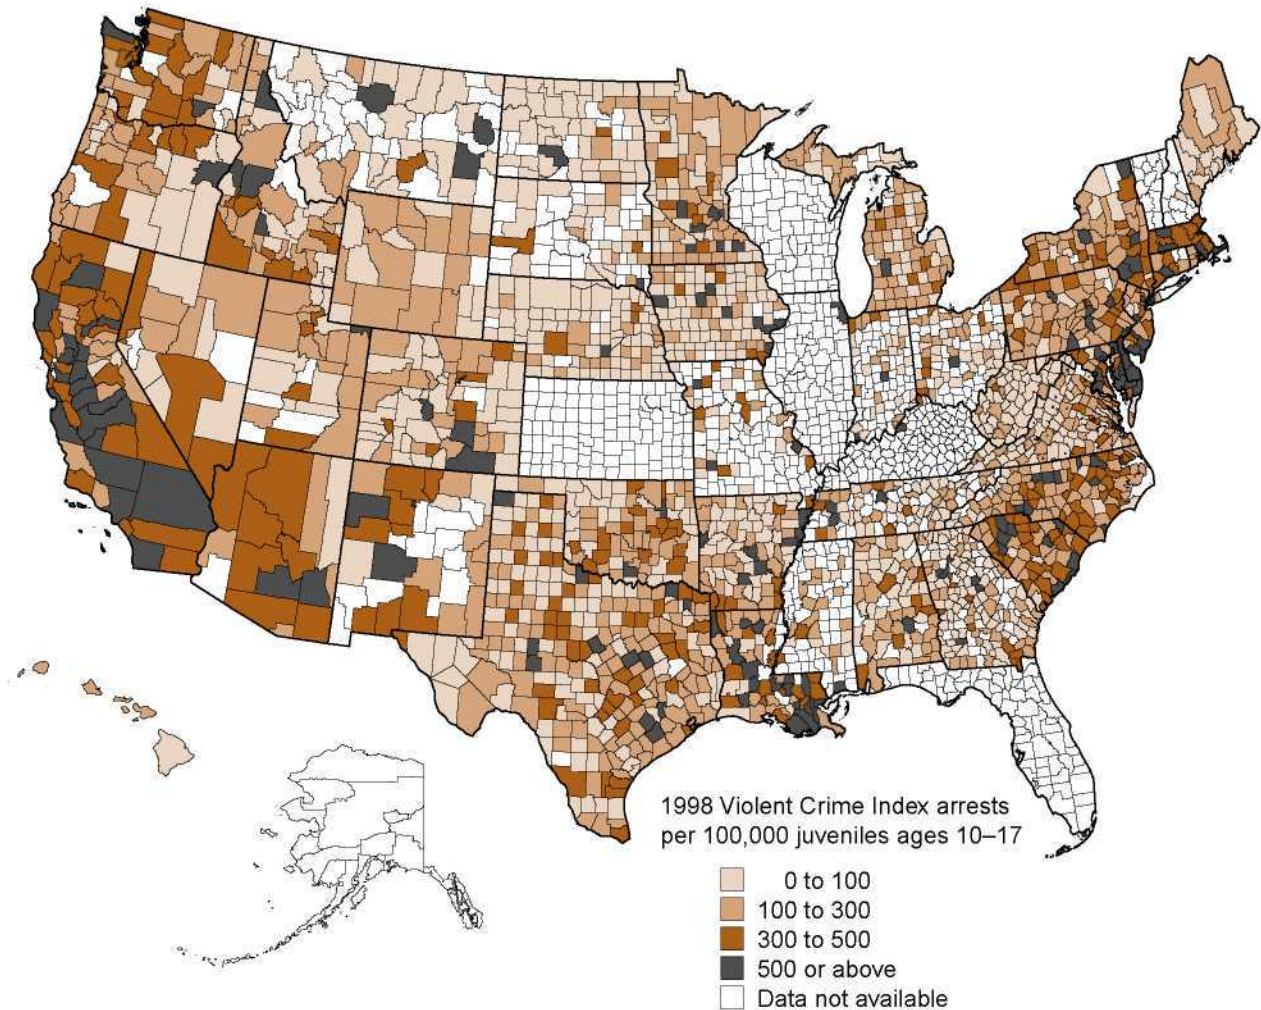 1998 Violent Crime Index arrests
per 100,000 juveniles ages 10–17
0 to 100
100 to 300
300 to 500
500 or above
Data not available